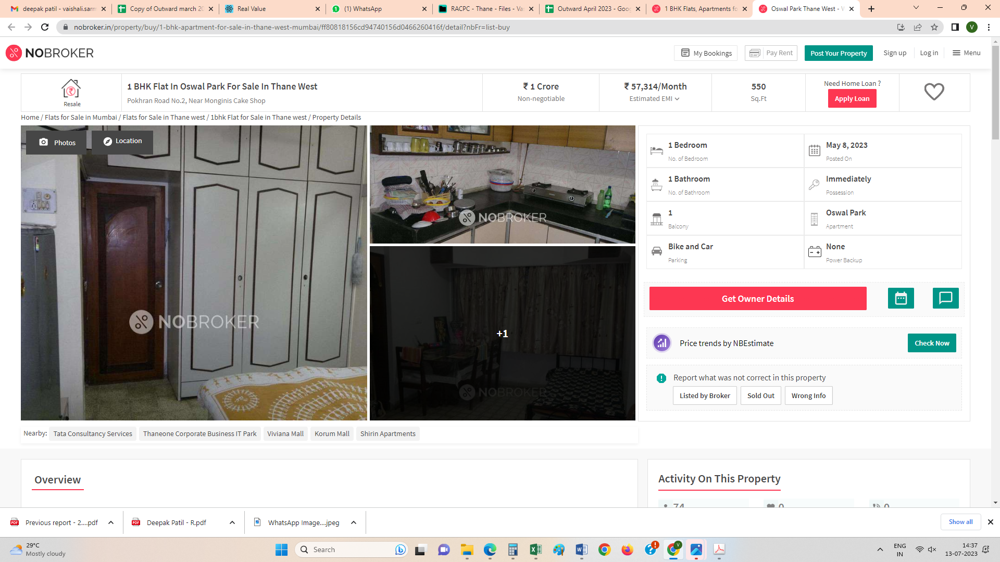 deepak patil - vaishali.sarm
Copy of Outward march 20
Real Value
(1) WhatsApp
RACPC - Thane - Files - Va
Outward April 2023 - Goog
1 BHK Flats, Apartments fo
Oswal Park Thane West - W
nobroker.in/property/buy/1-bhk-apartment-for-sale-in-thane-west-mumbai/ff80818156cd94740156d0466260416f/detail?nbFr=list-buy
V
NOBROKER
My Bookings
Pay Rent
Post Your Property
Sign up
Log in
Menu
Resale
1 BHK Flat In Oswal Park For Sale In Thane West
Pokhran Road No.2, Near Monginis Cake Shop
₹ 1 Crore
Non-negotiable
₹ 57,314/Month
Estimated EMI
550
Sq.Ft
Need Home Loan ?
Apply Loan
Home / Flats for Sale in Mumbai / Flats for Sale in Thane west / 1bhk Flat for Sale in Thane west / Property Details
Photos
Location
NOBROKER
NOBROKER
+1
NOBROKER
1 Bedroom
No. of Bedroom
May 8, 2023
Posted On
1 Bathroom
No. of Bathroom
Immediately
Possession
1
Balcony
Oswal Park
Apartment
Bike and Car
Parking
None
Power Backup
Get Owner Details
Price trends by NBEstimate
Check Now
Report what was not correct in this property
Listed by Broker
Sold Out
Wrong Info
Nearby:
Tata Consultancy Services
Thaneone Corporate Business IT Park
Viviana Mall
Korum Mall
Shirin Apartments
Overview
Activity On This Property
74
0
0
Previous report - 2....pdf
Deepak Patil - R.pdf
WhatsApp Image....jpeg
Show all
29°C
Mostly cloudy
Search
ENG
IN
14:37
13-07-2023